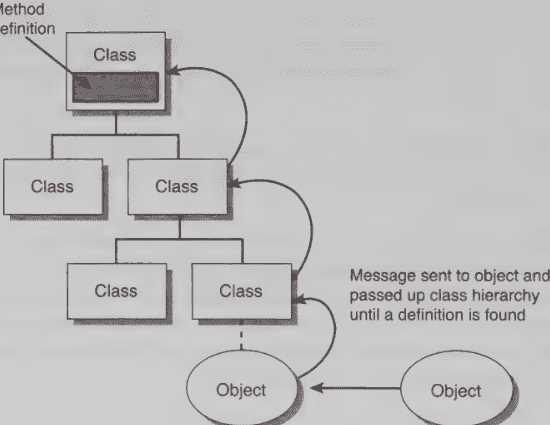 Method
efinition
Class
Class
Class
Class
Class
Message sent to object and
passed up class hierarchy
until a definition is found
Object
Object